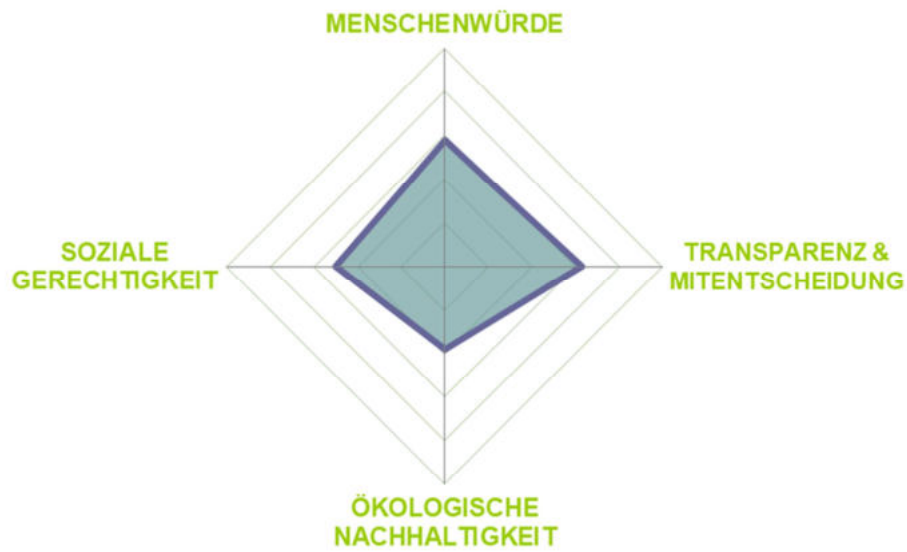 MENSCHENWÜRDE
SOZIALE
GERECHTIGKEIT
TRANSPARENZ &
MITENTSCHEIDUNG
ÖKOLOGISCHE
NACHHALTIGKEIT